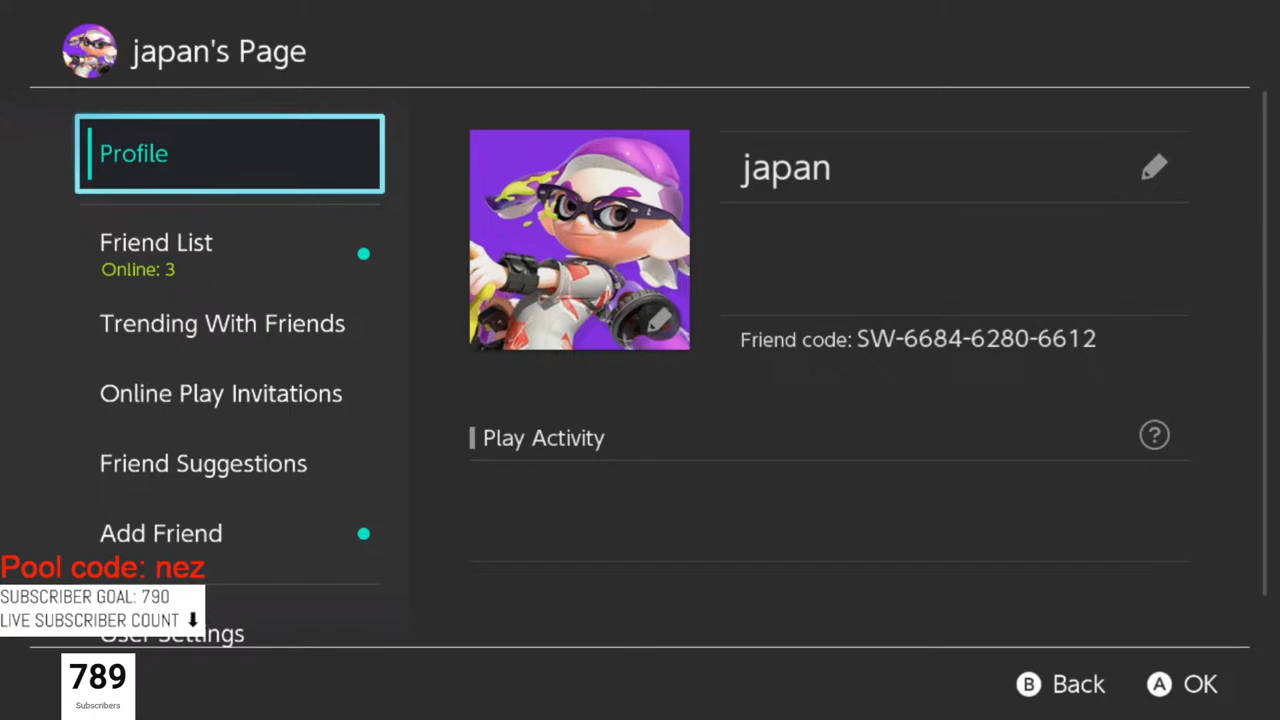 japan's Page
Profile
Friend List
Online: 3
Trending With Friends
Online Play Invitations
Friend Suggestions
Add Friend
User Settings
japan
Friend code: SW-6684-6280-6612
Play Activity
?
Pool code: nez
SUBSCRIBER GOAL: 790
LIVE SUBSCRIBER COUNT ⬇
789
Subscribers
B Back
A OK